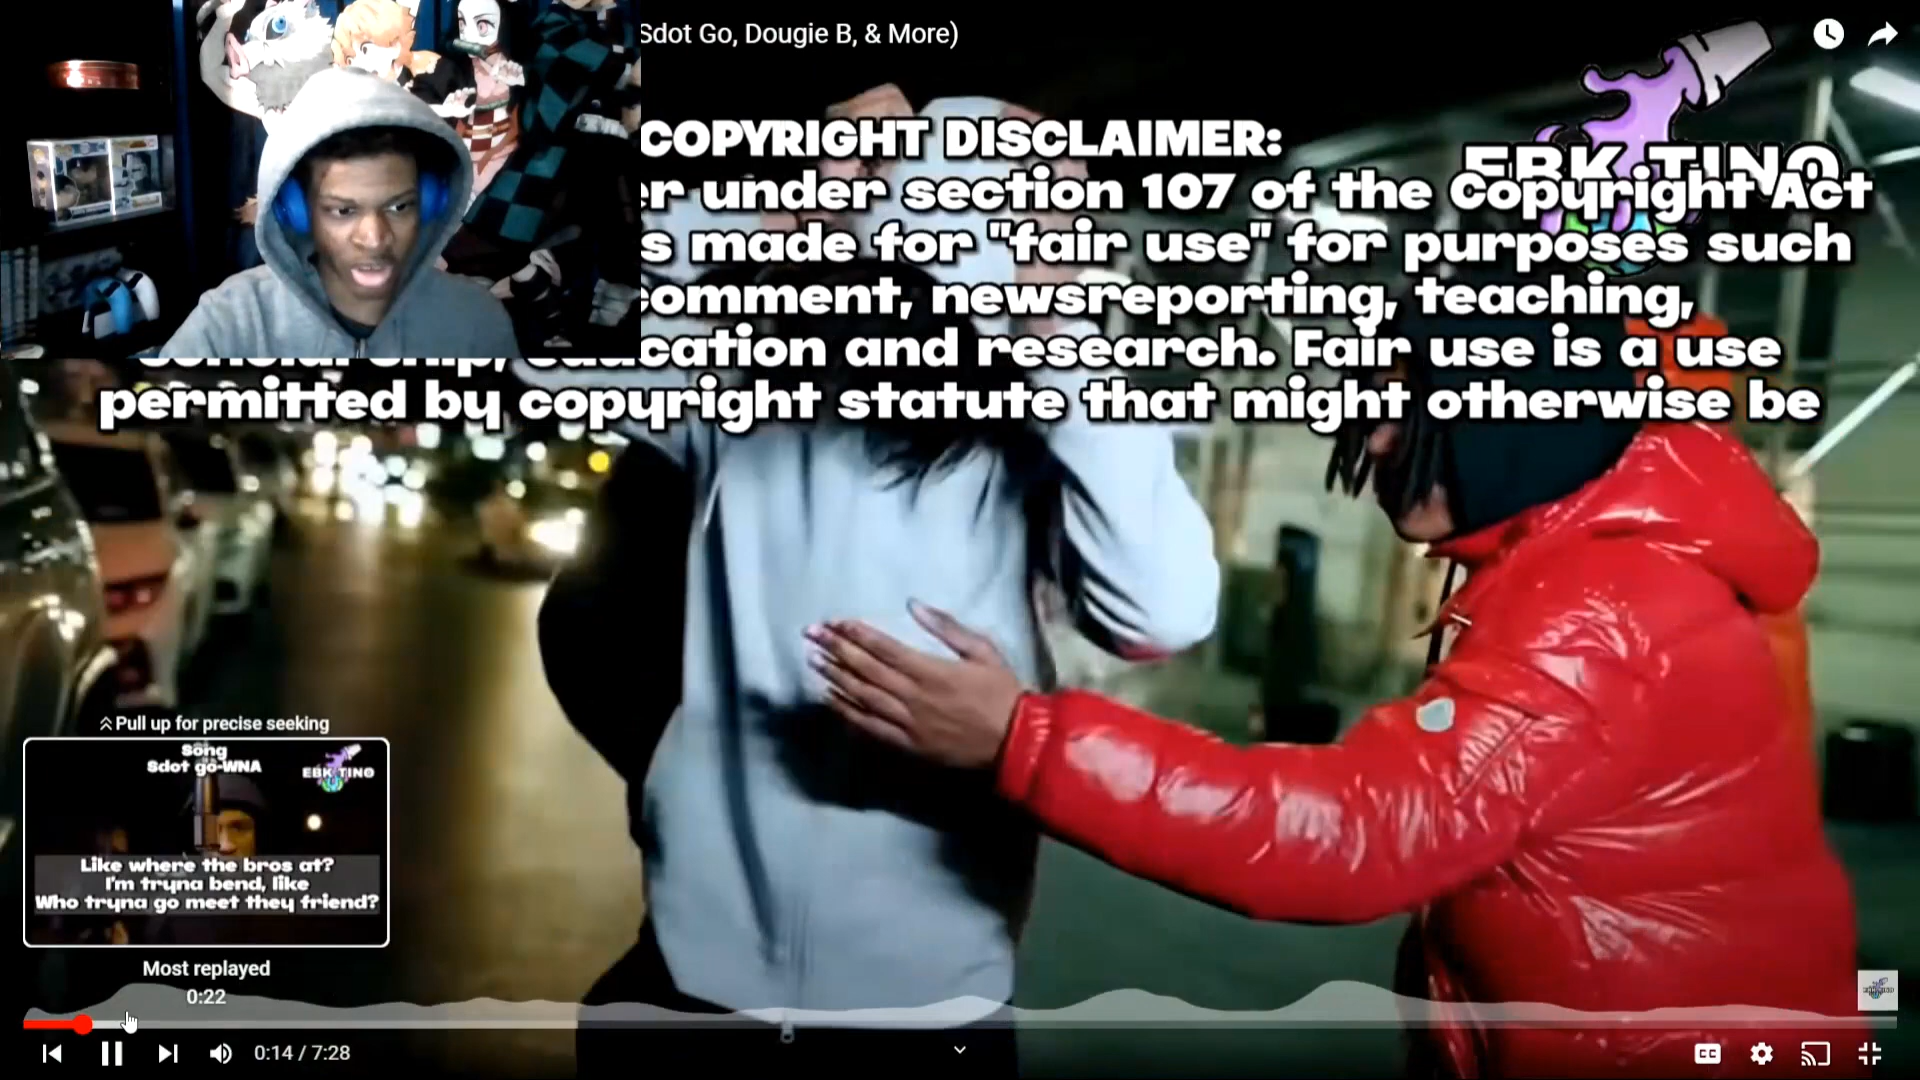 Sdot Go, Dougie B, & More)
COPYRIGHT DISCLAIMER:
EBK TINO
er under section 107 of the Copyright Act
s made for "fair use" for purposes such
comment, newsreporting, teaching,
cation and research. Fair use is a use
permitted by copyright statute that might otherwise be
Pull up for precise seeking
Song
Sdot go-WNA
EBK TINO
Like where the bros at?
I'm tryna bend, like
Who tryna go meet they friend?
Most replayed
0:22
0:14 / 7:28
CC